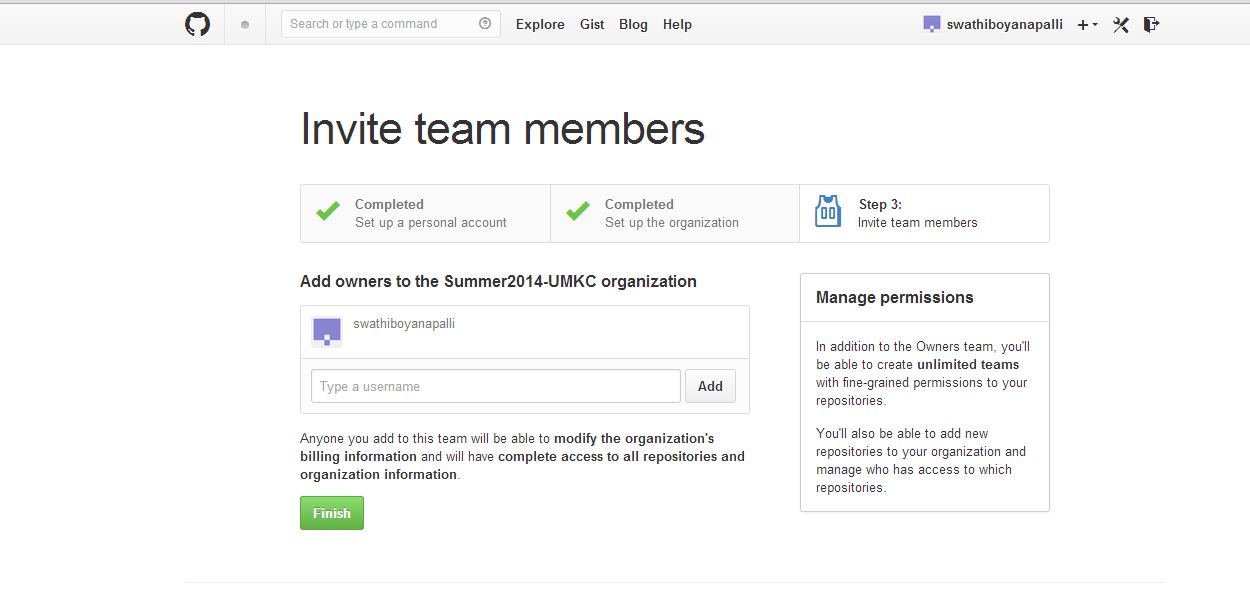 Search or type a command
Explore Gist Blog Help
swathiboyanapalli
Invite team members
Completed
Set up a personal account
Completed
Set up the organization
Step 3:
Invite team members
Add owners to the Summer2014-UMKC organization
swathiboyanapalli
Type a username
Add
Anyone you add to this team will be able to modify the organization's
billing information and will have complete access to all repositories and
organization information.
Finish
Manage permissions
In addition to the Owners team, you'll
be able to create unlimited teams
with fine-grained permissions to your
repositories.
You'll also be able to add new
repositories to your organization and
manage who has access to which
repositories.